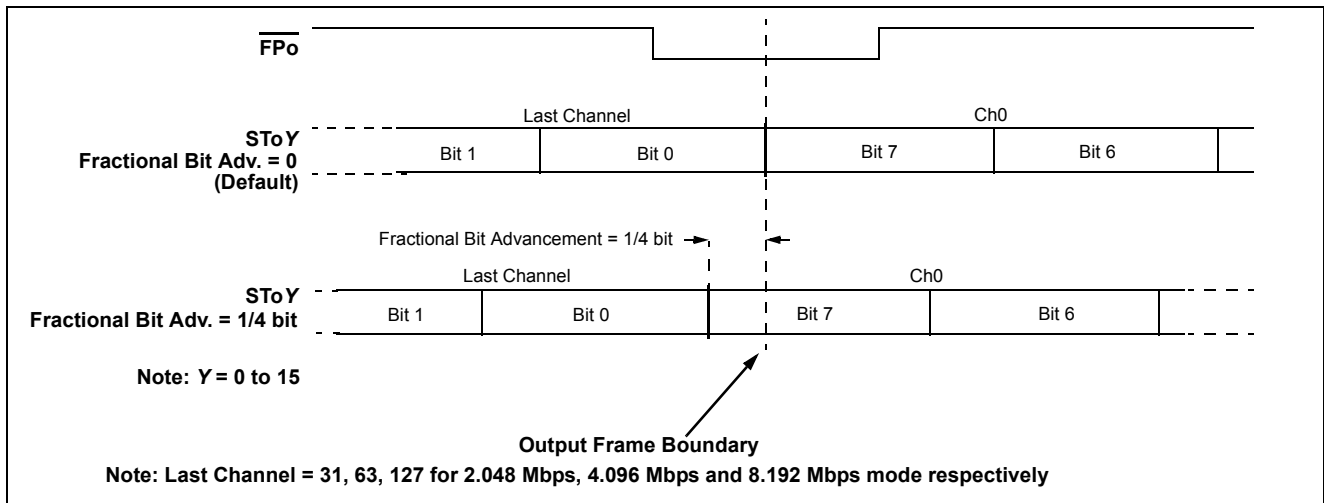 FPo
Last Channel Ch0
SToY
Fractional Bit Adv. = 0
(Default)
Bit 1 Bit 0 Bit 7 Bit 6
Fractional Bit Advancement = 1/4 bit
Last Channel Ch0
SToY
Fractional Bit Adv. = 1/4 bit
Bit 1 Bit 0 Bit 7 Bit 6
Note: Y = 0 to 15
Output Frame Boundary
Note: Last Channel = 31, 63, 127 for 2.048 Mbps, 4.096 Mbps and 8.192 Mbps mode respectively